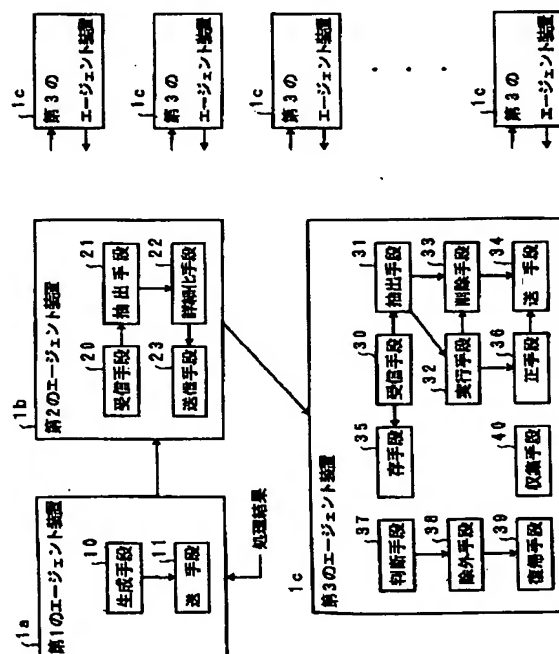 1a
第1のエージェント装置
10
生成手段
11
送 手段
処理結果
1b
第2のエージェント装置
20
受信手段
21
抽出手段
22
詳細化手段
23
送信手段
1c
第3のエージェント装置
30
受信手段
31
抽出手段
32
実行手段
33
削除手段
34
送 手段
35
存手段
36
正手段
37
判断手段
38
除外手段
39
復帰手段
40
収集手段
1c
第3の
エージェント装置
1c
第3の
エージェント装置
1c
第3の
エージェント装置
1c
第3の
エージェント装置